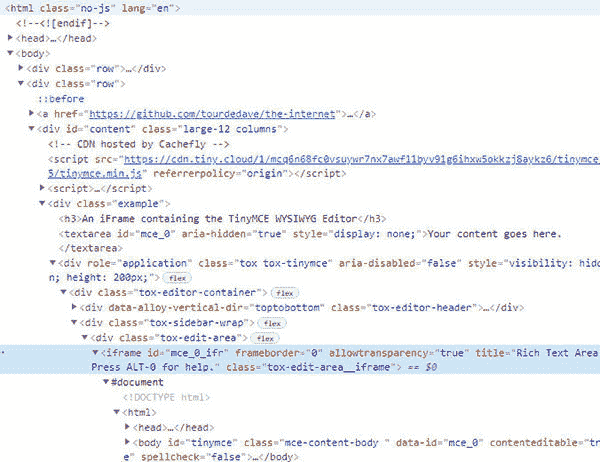 <html class="no-js" lang="en">
<!--<![endif]-->
<head>…</head>
<body>
<div class="row">…</div>
<div class="row">
::before
<a href="https://github.com/tourdedave/the-internet">…</a>
<div id="content" class="large-12 columns">
<!-- CDN hosted by Cachefly -->
<script src="https://cdn.tiny.cloud/1/mcq6n68fc0vsuywr7nx7awfl1byv91g6ihxw5okkzj8aykz6/tinymce
5/tinymce.min.js" referrerpolicy="origin"></script>
<script>…</script>
<div class="example">
<h3>An iFrame containing the TinyMCE WYSIWYG Editor</h3>
<textarea id="mce_0" aria-hidden="true" style="display: none;">Your content goes here.
</textarea>
<div role="application" class="tox tox-tinymce" aria-disabled="false" style="visibility: hidd
n; height: 200px;"> flex
<div class="tox-editor-container"> flex
<div data-alloy-vertical-dir="toptobottom" class="tox-editor-header">…</div>
<div class="tox-sidebar-wrap"> flex
<div class="tox-edit-area"> flex
<iframe id="mce_0_ifr" frameborder="0" allowtransparency="true" title="Rich Text Area
Press ALT-0 for help." class="tox-edit-area__iframe"> == $0
#document
<!DOCTYPE html>
<html>
<head>…</head>
<body id="tinymce" class="mce-content-body " data-id="mce_0" contenteditable="tr
e" spellcheck="false">…</body>